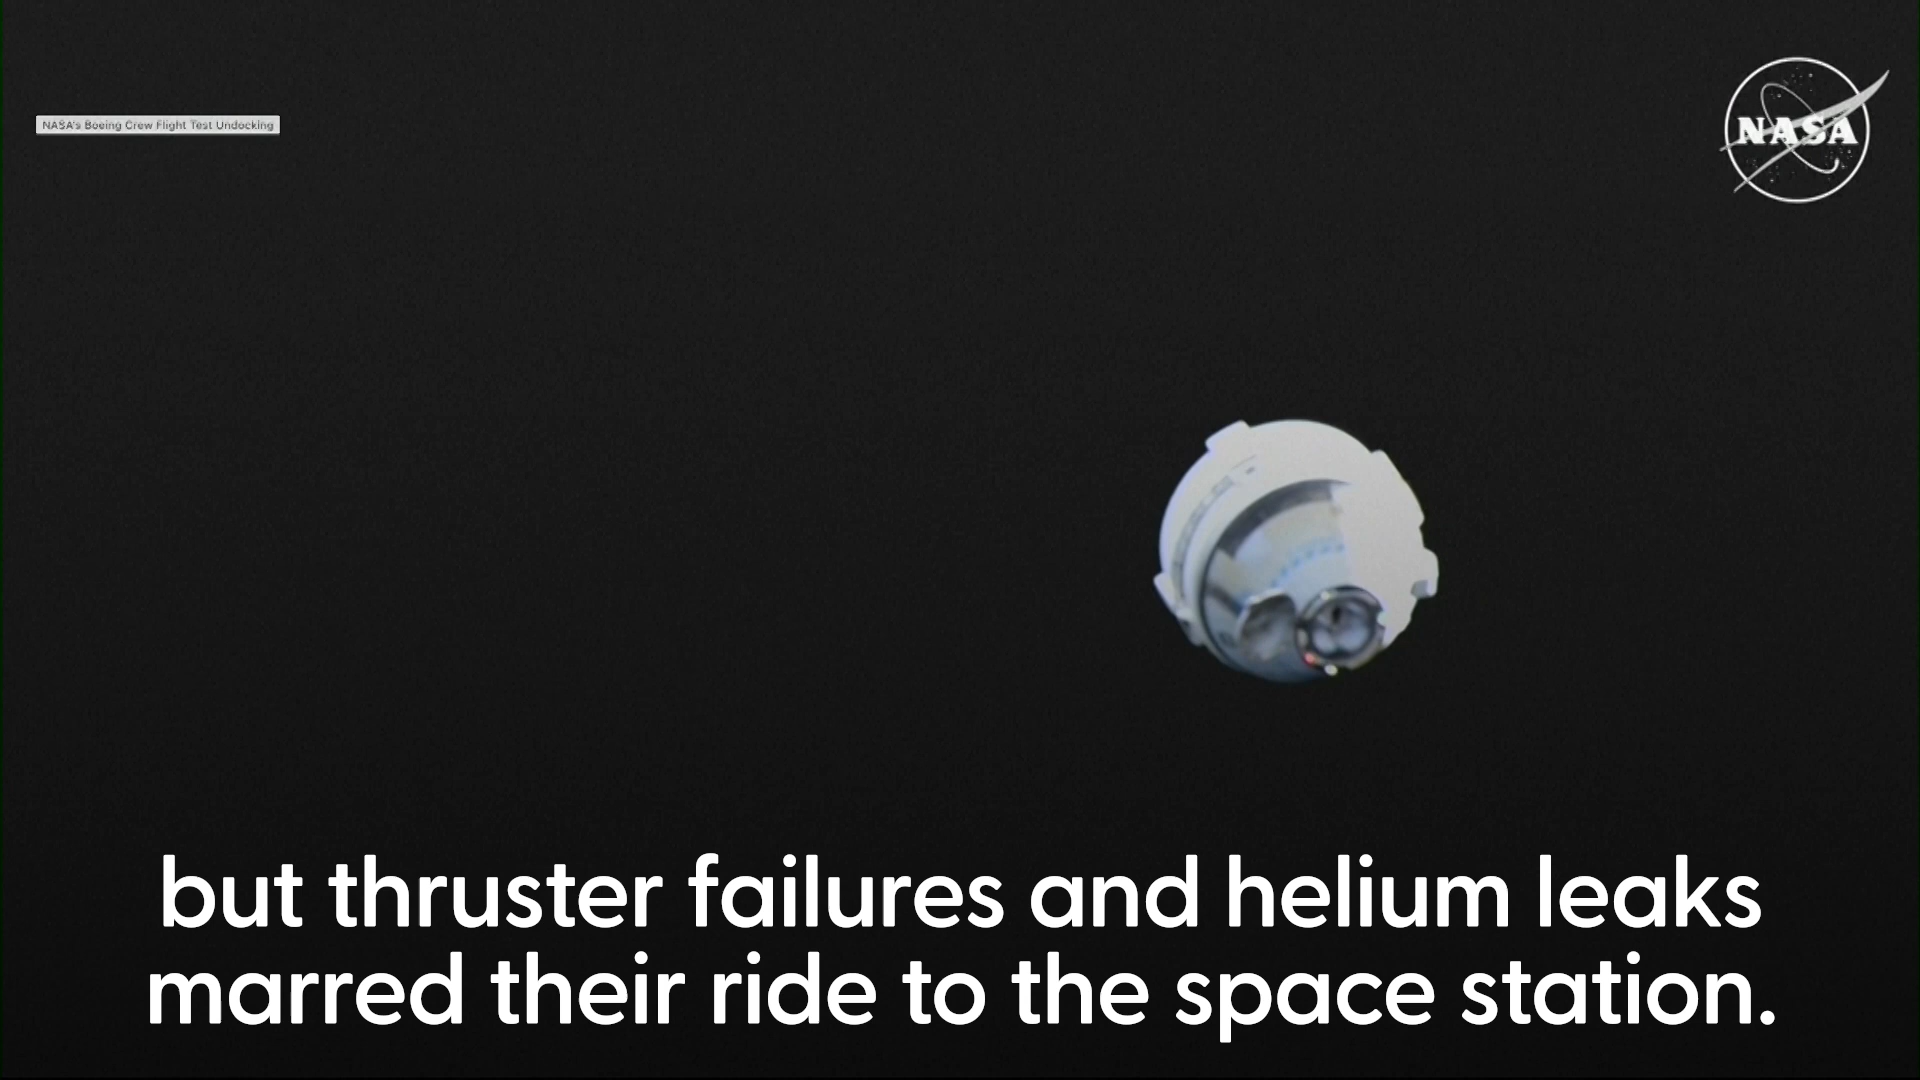 NASA's Boeing Crew Flight Test Undocking
NASA
but thruster failures and helium leaks
marred their ride to the space station.